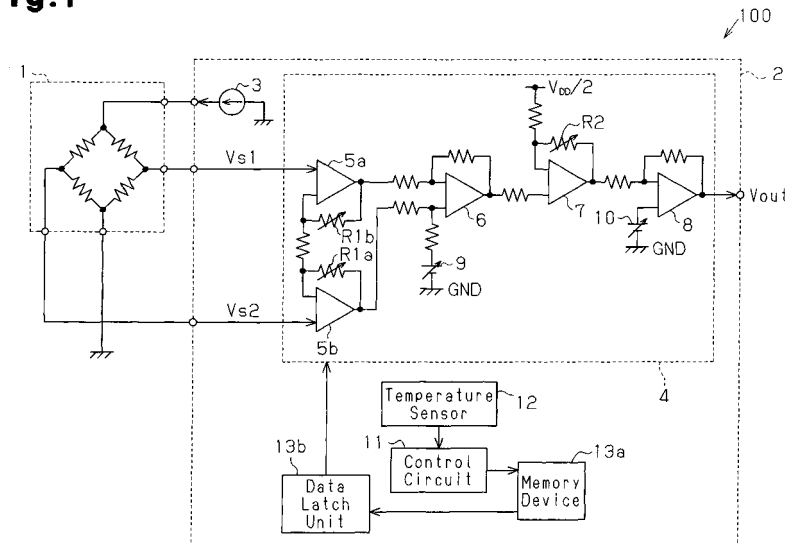 Fig.1
100
1
2
3
Vs1
5a
R1b
R1a
Vs2
5b
6
9
GND
VDD/2
R2
7
10
GND
8
Vout
4
Temperature
Sensor
12
11
Control
Circuit
13a
Memory
Device
13b
Data
Latch
Unit